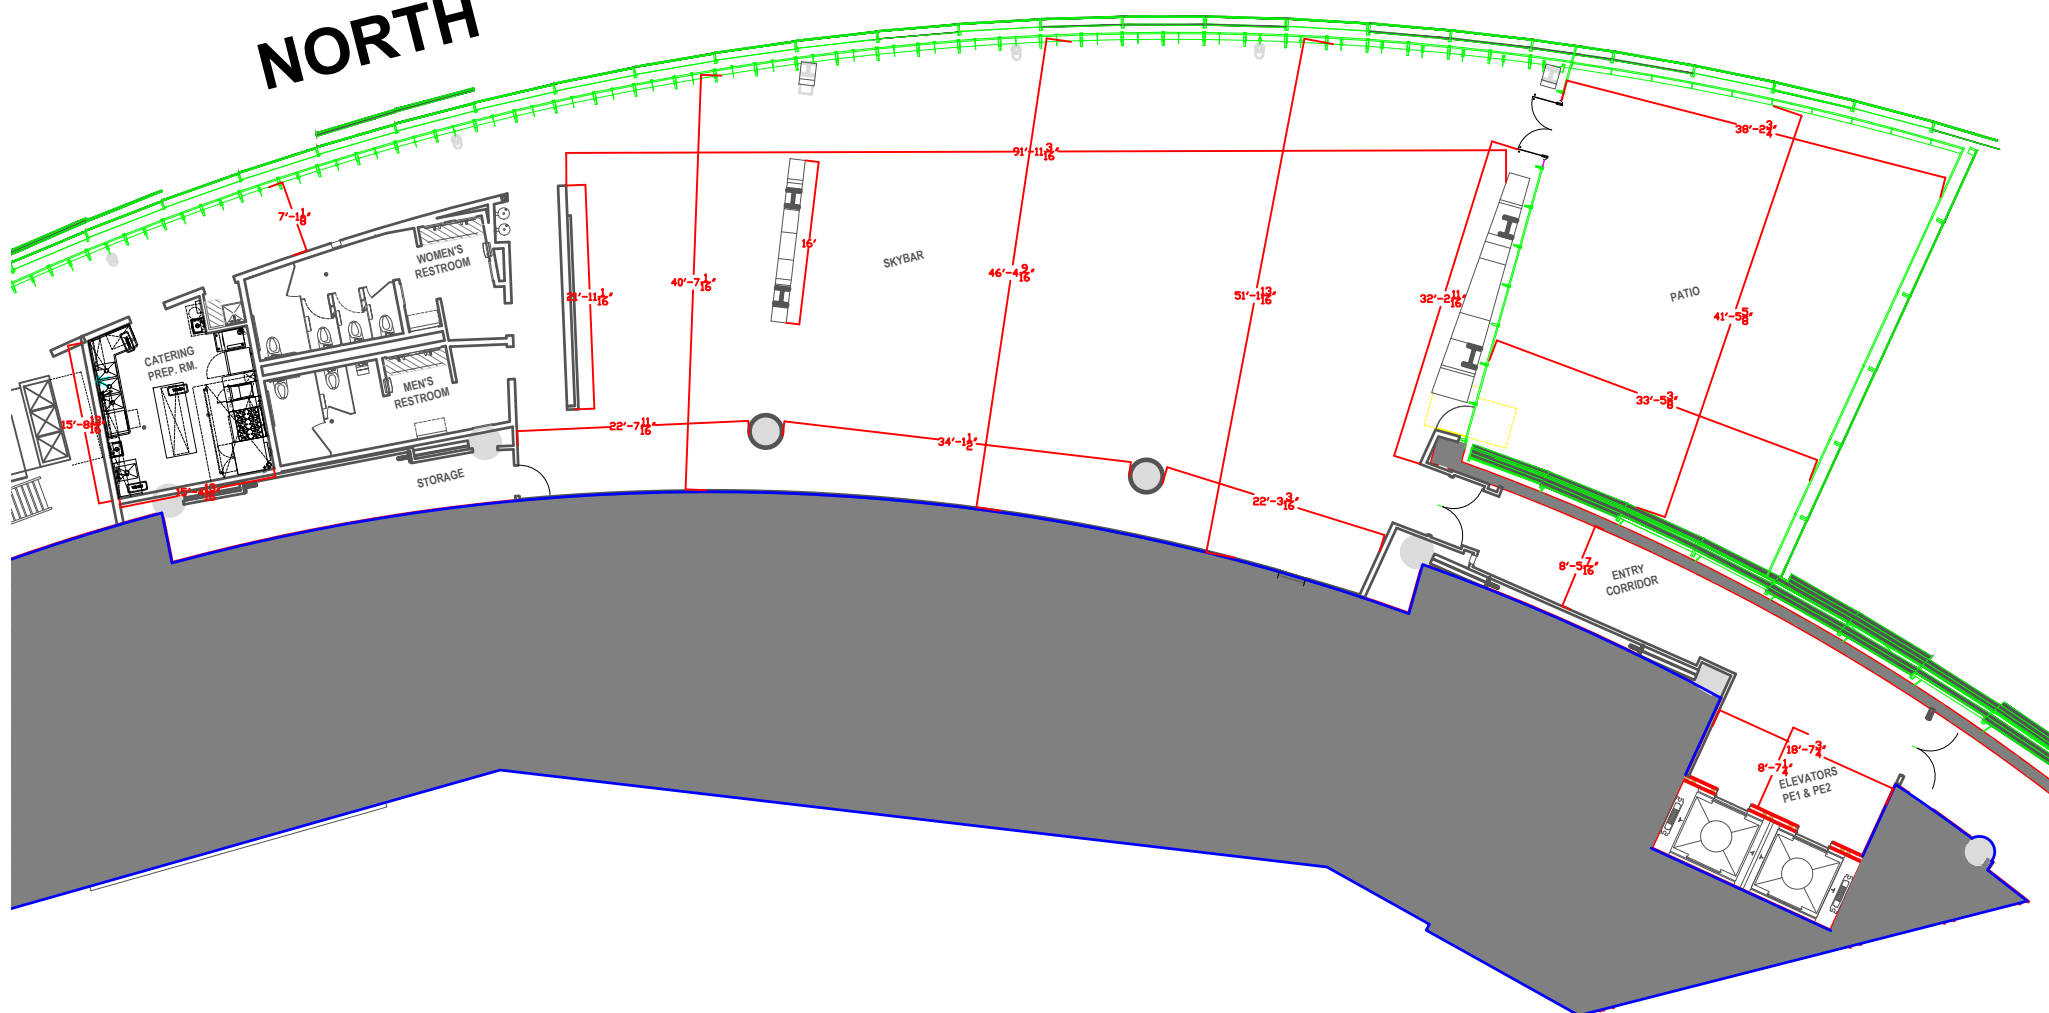 NORTH
38'-2 3/4"
91'-11 3/16"
7'-1 1/8"
WOMEN'S
RESTROOM
16'
SKYBAR
46'-4 9/16"
40'-7 1/16"
21'-11 1/16"
51'-1 13/16"
32'-2 11/16"
PATIO
41'-5 5/8"
CATERING
PREP. RM.
MEN'S
RESTROOM
15'-8 13/16"
22'-7 11/16"
34'-1 1/2"
33'-5 3/8"
STORAGE
22'-3 3/16"
8'-5 7/16"
ENTRY
CORRIDOR
18'-7 3/4"
8'-7 1/4"
ELEVATORS
PE1 & PE2